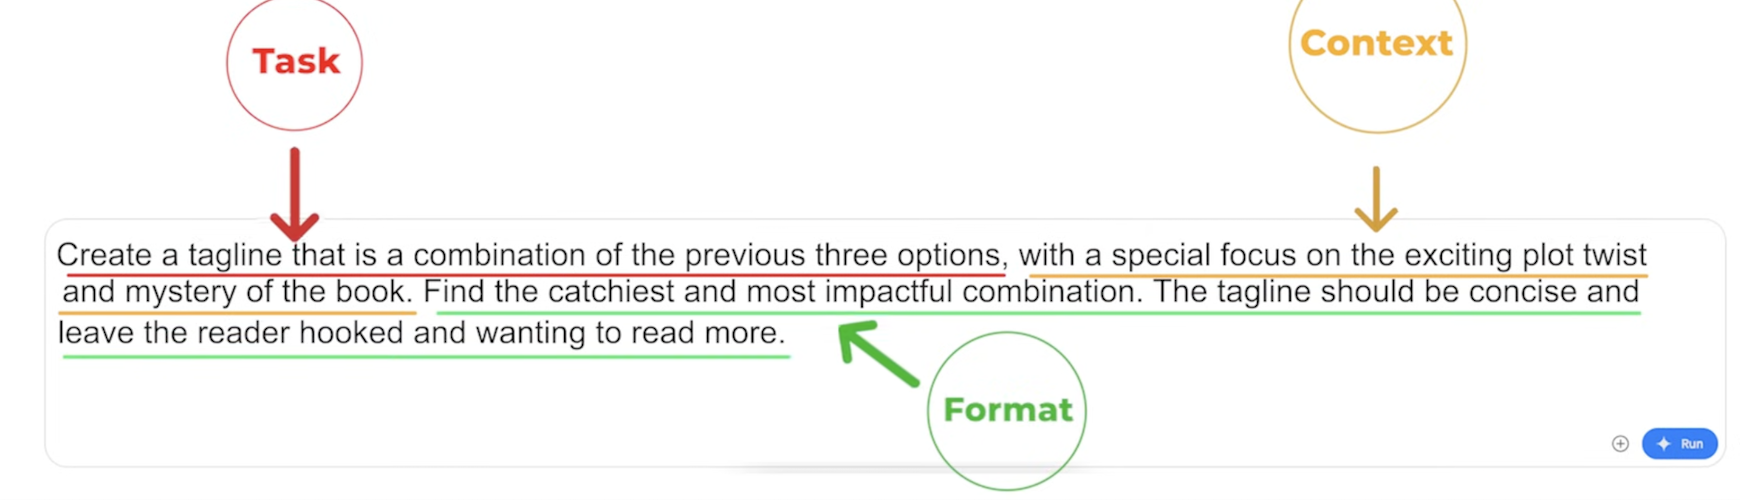 Task
Context
Create a tagline that is a combination of the previous three options, with a special focus on the exciting plot twist
and mystery of the book. Find the catchiest and most impactful combination. The tagline should be concise and
leave the reader hooked and wanting to read more.
Format
Run